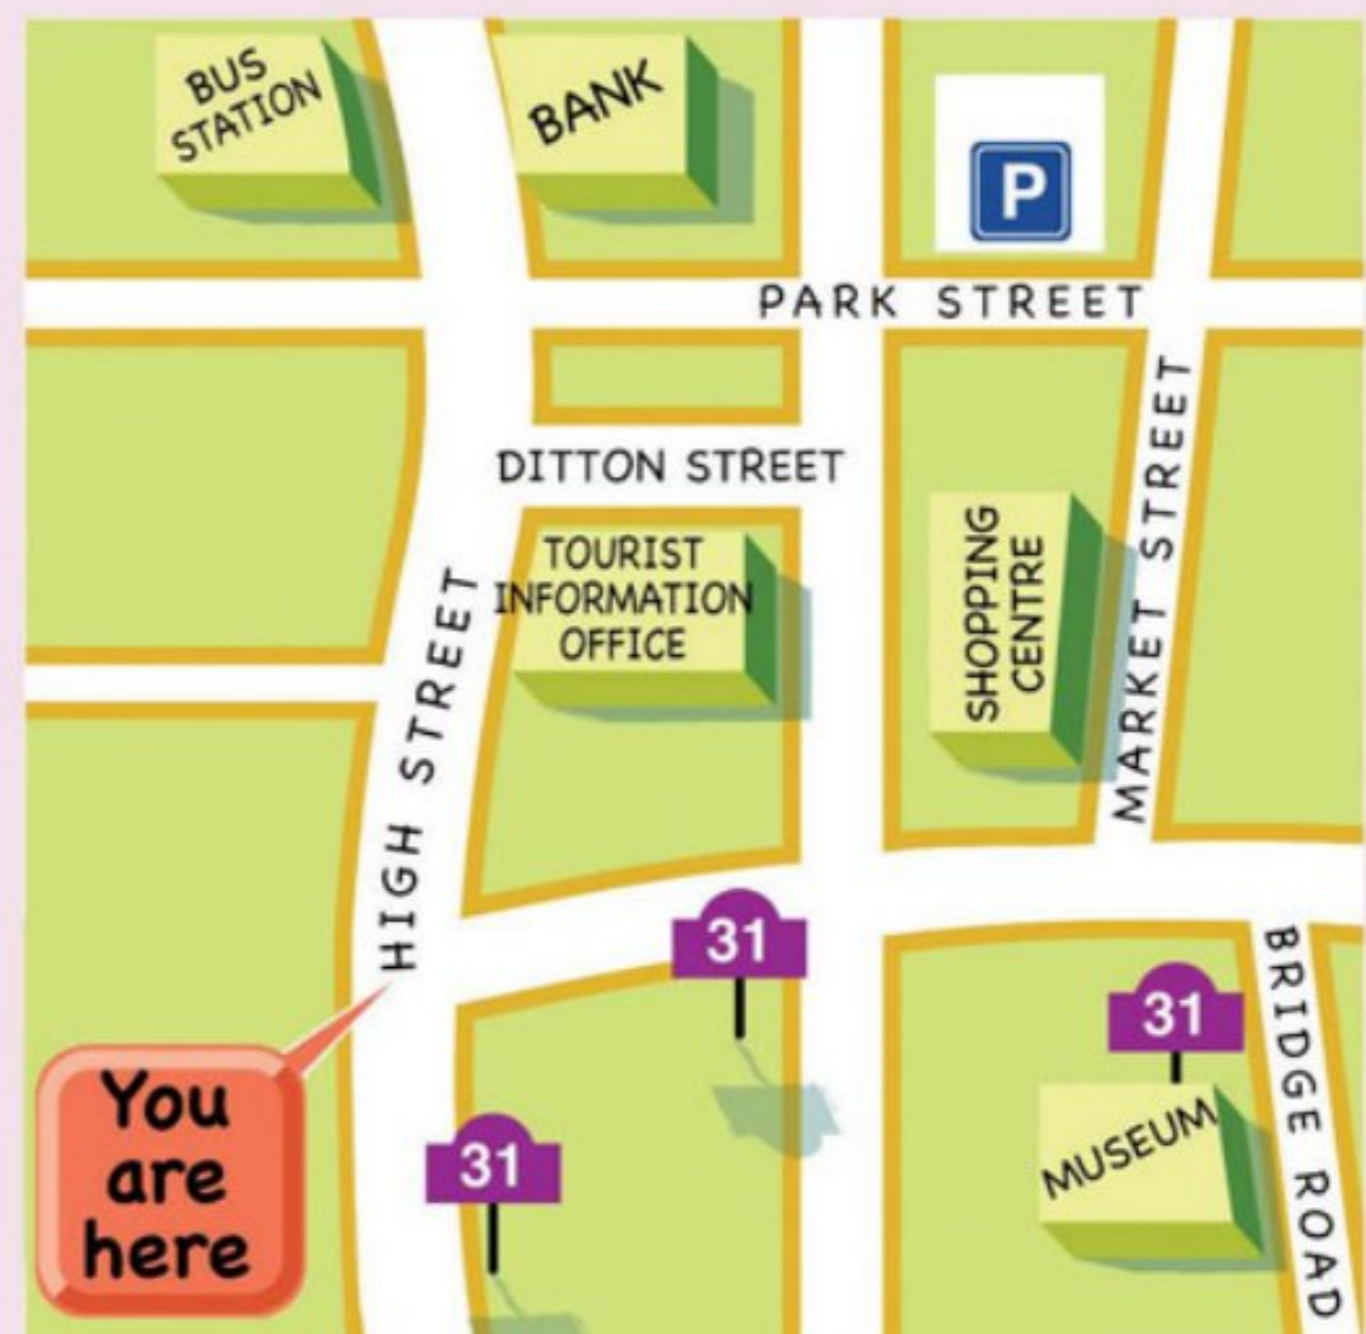 BUS
STATION
BANK
P
PARK STREET
DITTON STREET
TOURIST
INFORMATION
OFFICE
SHOPPING
CENTRE
MARKET STREET
HIGH STREET
31
31
BRIDGE ROAD
MUSEUM
31
You
are
here